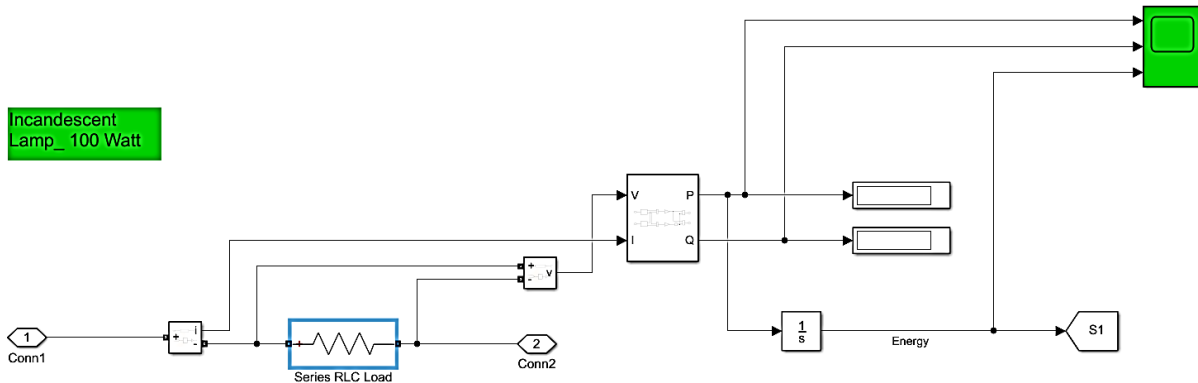 Incandescent
Lamp_ 100 Watt
V
P
I
Q
+
v
-
1
Conn1
+
i
-
+
Series RLC Load
2
Conn2
1
s
Energy
S1